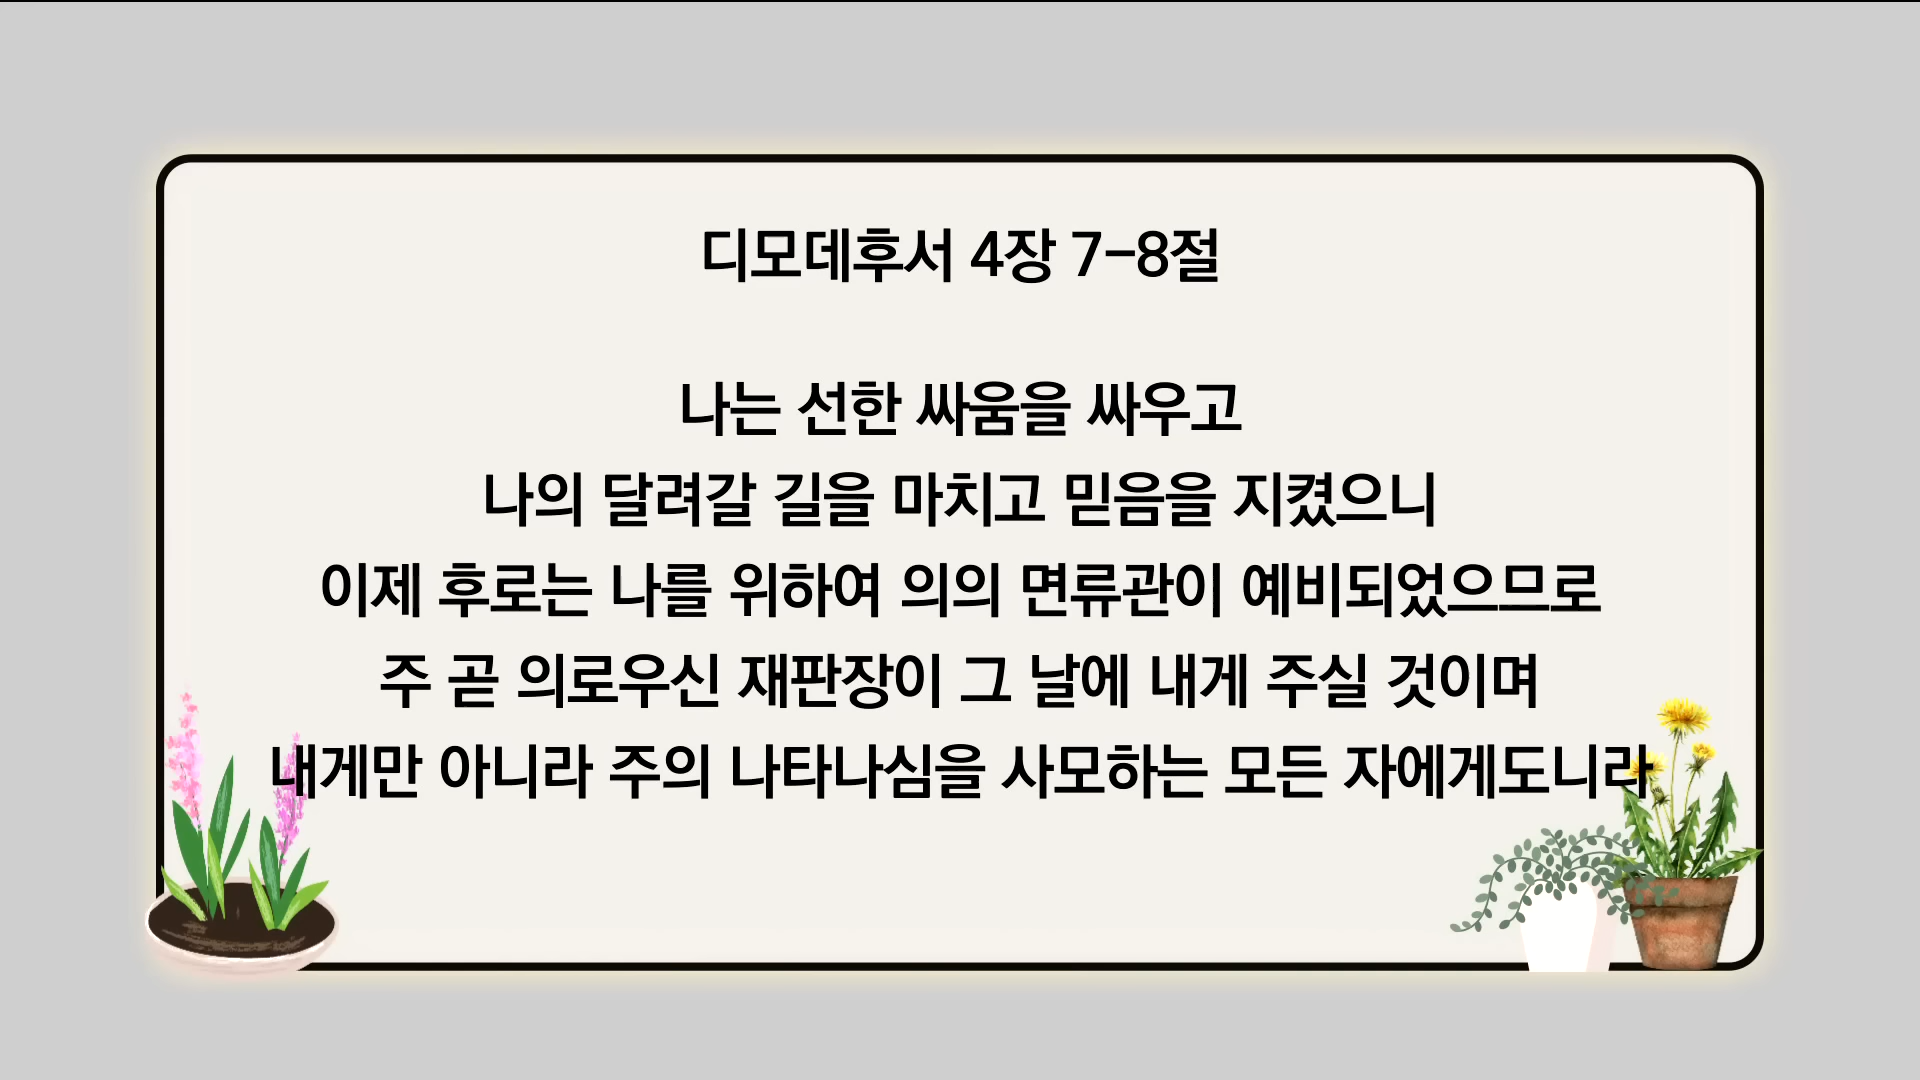 디모데후서 4장 7-8절
나는 선한 싸움을 싸우고
나의 달려갈 길을 마치고 믿음을 지켰으니
이제 후로는 나를 위하여 의의 면류관이 예비되었으므로
주 곧 의로우신 재판장이 그 날에 내게 주실 것이며
내게만 아니라 주의 나타나심을 사모하는 모든 자에게도니라